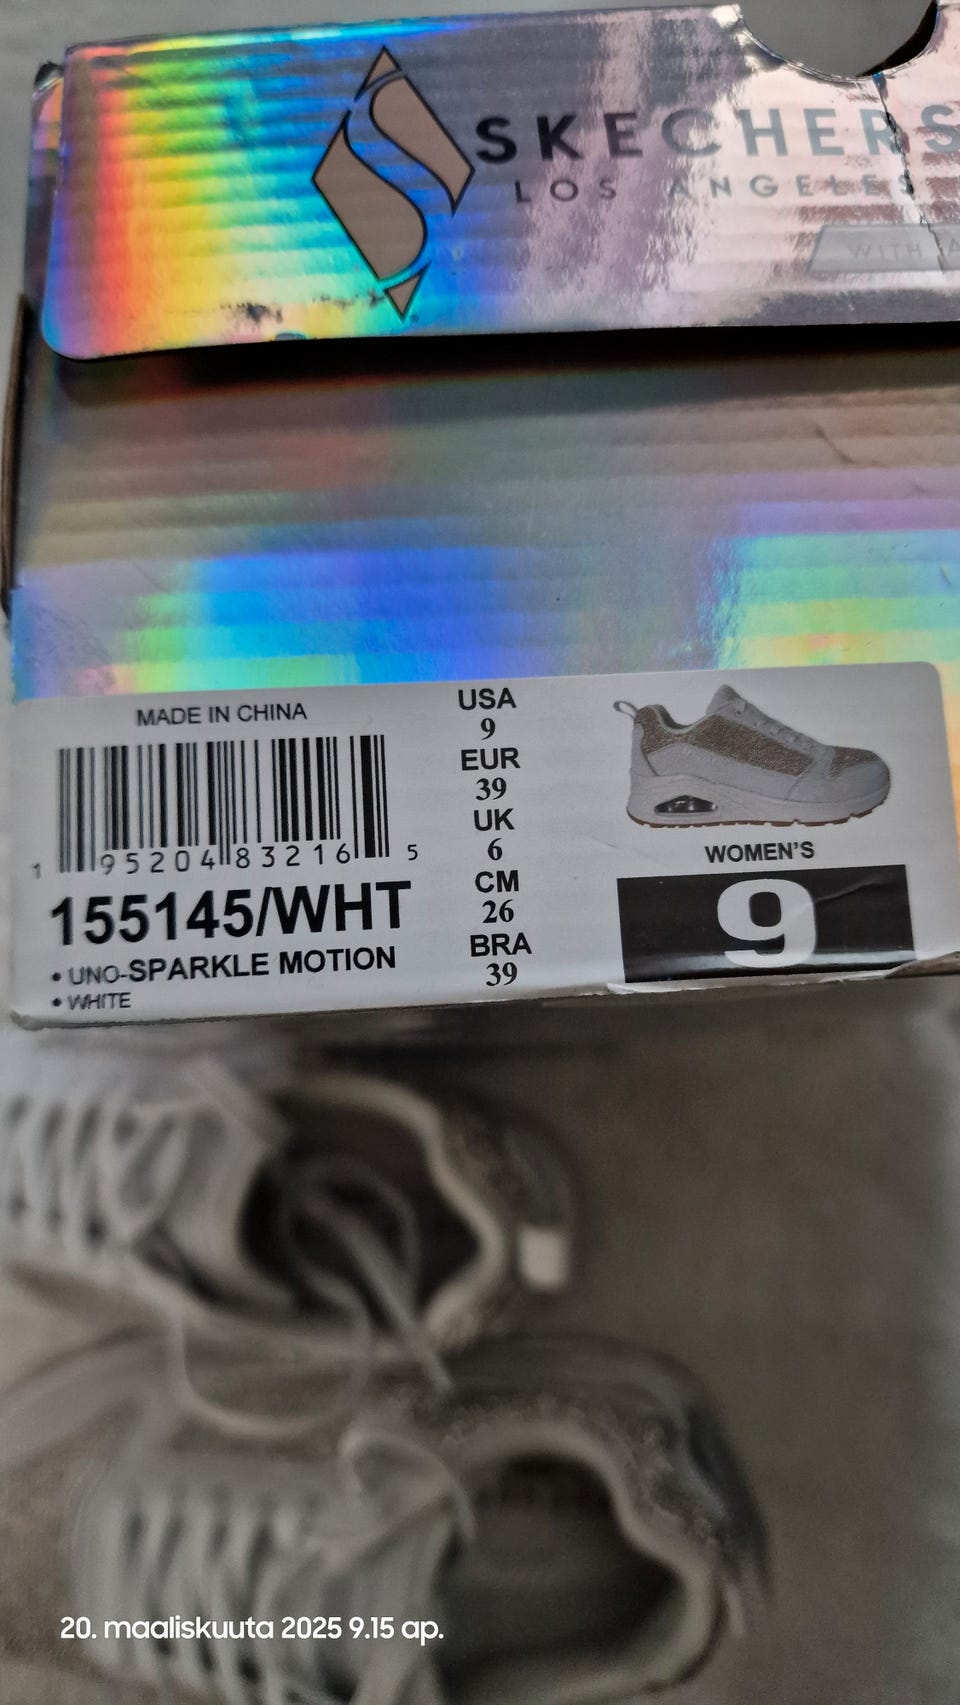 SKECHERS
LOS ANGELES
WITH
MADE IN CHINA
1 95204 83216 5
155145/WHT
• UNO-SPARKLE MOTION
• WHITE
USA
9
EUR
39
UK
6
CM
26
BRA
39
WOMEN'S
9
20. maaliskuuta 2025 9.15 ap.